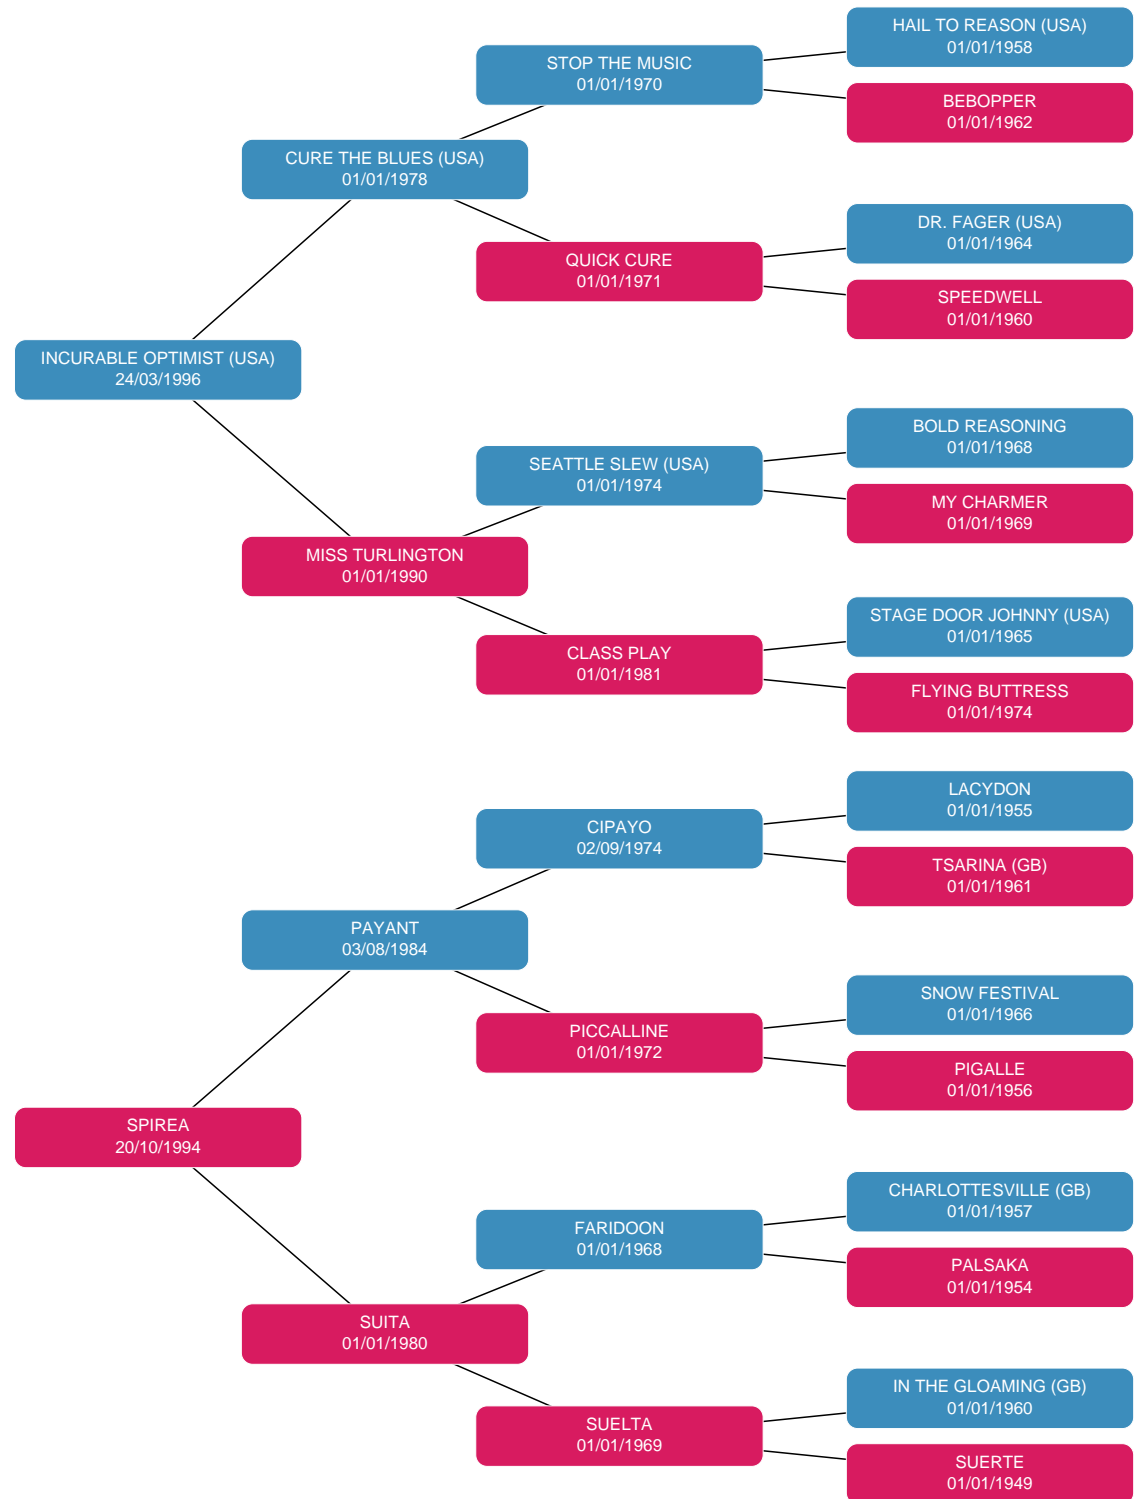 HAIL TO REASON (USA)
01/01/1958
STOP THE MUSIC
01/01/1970
BEBOPPER
01/01/1962
CURE THE BLUES (USA)
01/01/1978
DR. FAGER (USA)
01/01/1964
QUICK CURE
01/01/1971
SPEEDWELL
01/01/1960
INCURABLE OPTIMIST (USA)
24/03/1996
BOLD REASONING
01/01/1968
SEATTLE SLEW (USA)
01/01/1974
MY CHARMER
01/01/1969
MISS TURLINGTON
01/01/1990
STAGE DOOR JOHNNY (USA)
01/01/1965
CLASS PLAY
01/01/1981
FLYING BUTTRESS
01/01/1974
LACYDON
01/01/1955
CIPAYO
02/09/1974
TSARINA (GB)
01/01/1961
PAYANT
03/08/1984
SNOW FESTIVAL
01/01/1966
PICCALLINE
01/01/1972
PIGALLE
01/01/1956
SPIREA
20/10/1994
CHARLOTTESVILLE (GB)
01/01/1957
FARIDOON
01/01/1968
PALSAKA
01/01/1954
SUITA
01/01/1980
IN THE GLOAMING (GB)
01/01/1960
SUELTA
01/01/1969
SUERTE
01/01/1949